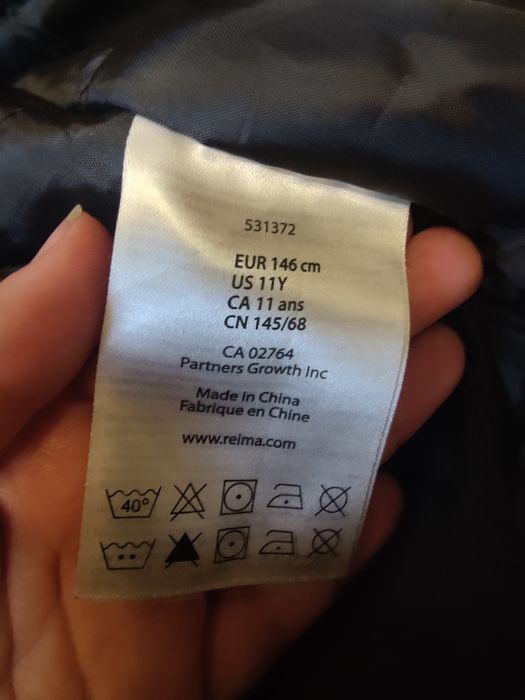 531372
EUR 146 cm
US 11Y
CA 11 ans
CN 145/68
CA 02764
Partners Growth Inc
Made in China
Fabrique en Chine
www.reima.com
40°